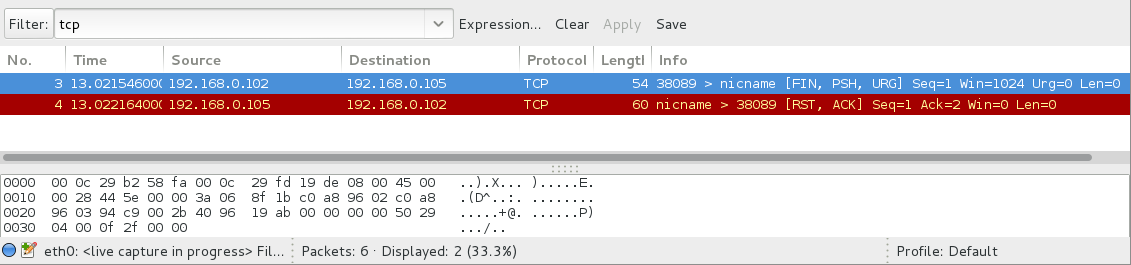 Filter: tcp Expression... Clear Apply Save
No. Time Source Destination Protocol Lengtl Info
3 13.02154600( 192.168.0.102 192.168.0.105 TCP 54 38089 > nicname [FIN, PSH, URG] Seq=1 Win=1024 Urg=0 Len=0
4 13.02216400( 192.168.0.105 192.168.0.102 TCP 60 nicname > 38089 [RST, ACK] Seq=1 Ack=2 Win=0 Len=0
0000 00 0c 29 b2 58 fa 00 0c 29 fd 19 de 08 00 45 00 ..).X... ).....E.
0010 00 28 44 5e 00 00 3a 06 8f 1b c0 a8 96 02 c0 a8 .(D^..:. ........
0020 96 03 94 c9 00 2b 40 96 19 ab 00 00 00 00 50 29 .....+@. ......P)
0030 04 00 0f 2f 00 00 .../..
eth0: <live capture in progress> Fil... Packets: 6 · Displayed: 2 (33.3%) Profile: Default